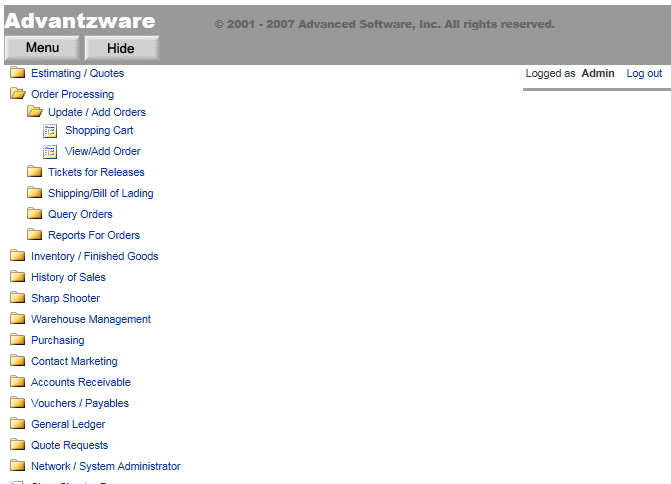 Advantzware
© 2001 - 2007 Advanced Software, Inc. All rights reserved.
Menu Hide
Logged as Admin Log out
Estimating / Quotes
Order Processing
Update / Add Orders
Shopping Cart
View/Add Order
Tickets for Releases
Shipping/Bill of Lading
Query Orders
Reports For Orders
Inventory / Finished Goods
History of Sales
Sharp Shooter
Warehouse Management
Purchasing
Contact Marketing
Accounts Receivable
Vouchers / Payables
General Ledger
Quote Requests
Network / System Administrator